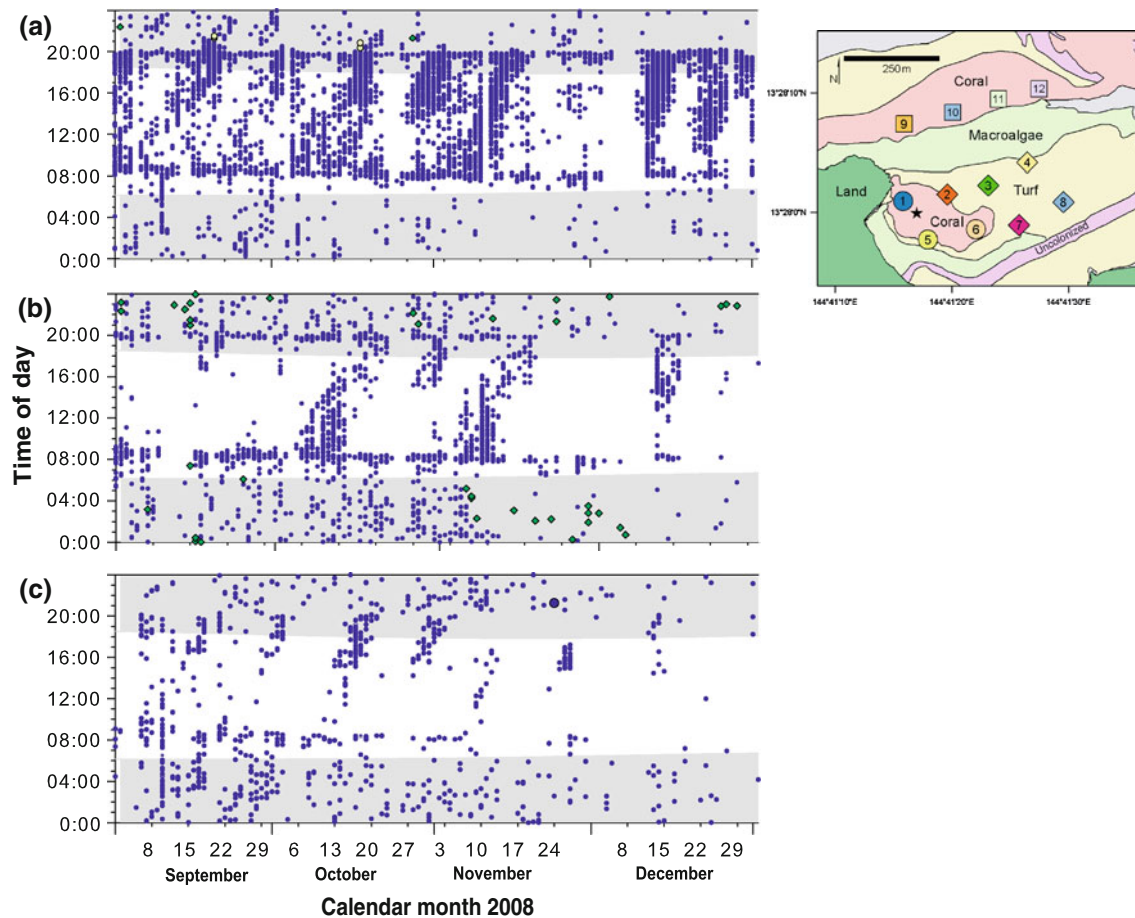 (a)
20:00
16:00
12:00
08:00
04:00
0:00
(b)
20:00
16:00
12:00
08:00
04:00
0:00
(c)
20:00
16:00
12:00
08:00
04:00
0:00
Time of day
8 15 22 29 6 13 20 27 3 10 17 24 8 15 22 29
September October November December
Calendar month 2008
N
250m
Coral
12
11
10
9
Macroalgae
4
3
Turf
Land
2
1
8
Coral
7
6
5
Uncolonized
13°28'10"N
13°28'0"N
144°41'10"E 144°41'20"E 144°41'30"E